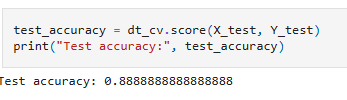 test_accuracy = dt_cv.score(X_test, Y_test)
print("Test accuracy:", test_accuracy)
Test accuracy: 0.8888888888888888